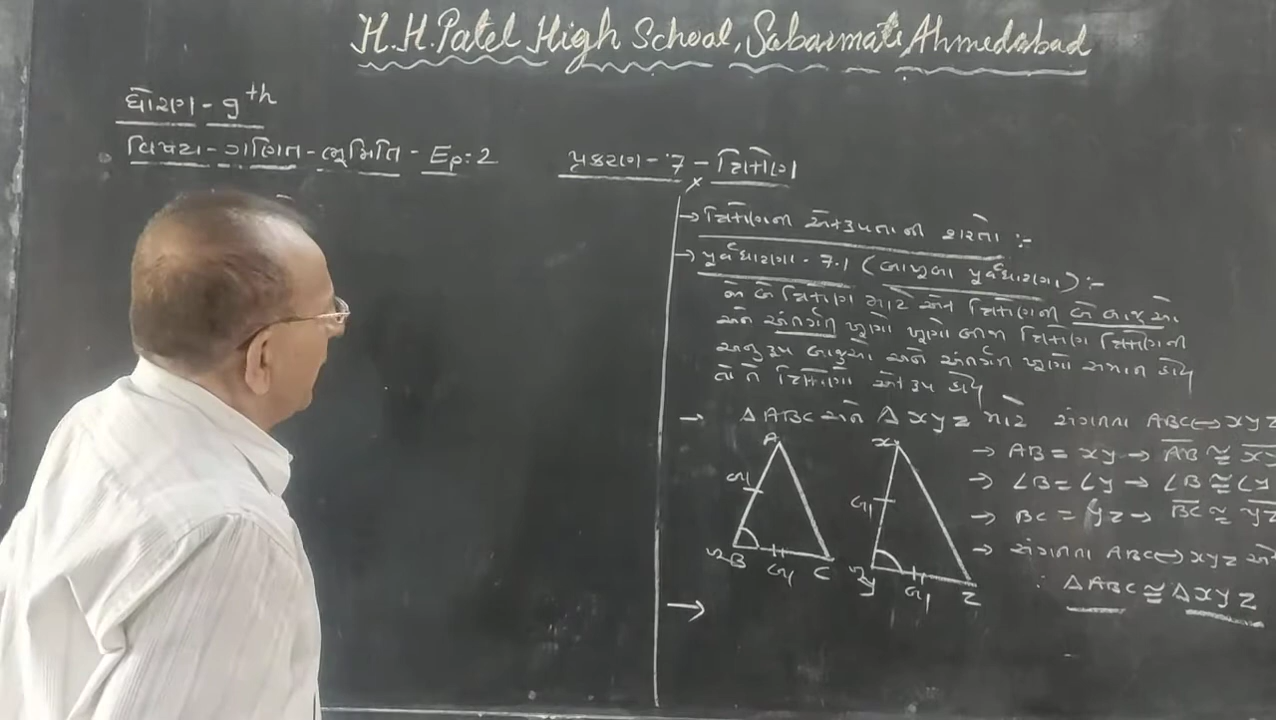 H.H.Patel High School, Sabarmati Ahmedabad
ધોરણ - 9th
વિષય - ગણિત - ભૂમિતિ - Ep:2
પ્રકરણ - 7 - ત્રિકોણ
→ ત્રિકોણની એકરૂપતાની શરતો :-
→ પુર્વધારણા - 7.1 (બાખૂબા પુર્વધારણા) :-
જો બે ત્રિકોણ માટે એક ત્રિકોણની બે બાજુઓ
અને અંતર્ગત ખૂણો ખૂણો બીજા ત્રિકોણ ત્રિકોણની
અનુરૂપ બાજુઓ અને અંતર્ગત ખૂણો સમાન હોય
તો તે ત્રિકોણો એકરૂપ હોય
→ △ABC અને △XYZ માટે સંગતતા ABC↔XYZ
A
X
→ AB = XY → AB ≅ XY
બા
બા
→ ∠B = ∠Y → ∠B ≅ ∠Y
→ BC = YZ → BC ≅ YZ
ખૂB બા C
ખૂY બા Z
→ સંગતતા ABC↔XYZ એ
∴ △ABC ≅ △XYZ
→